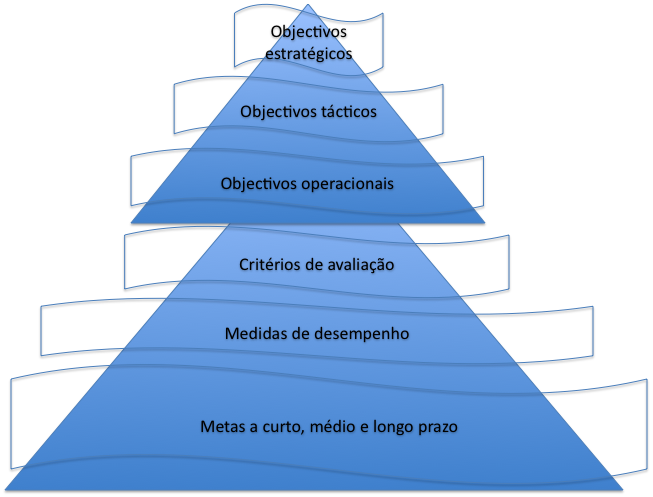 Objectivos
estratégicos
Objectivos tácticos
Objectivos operacionais
Critérios de avaliação
Medidas de desempenho
Metas a curto, médio e longo prazo